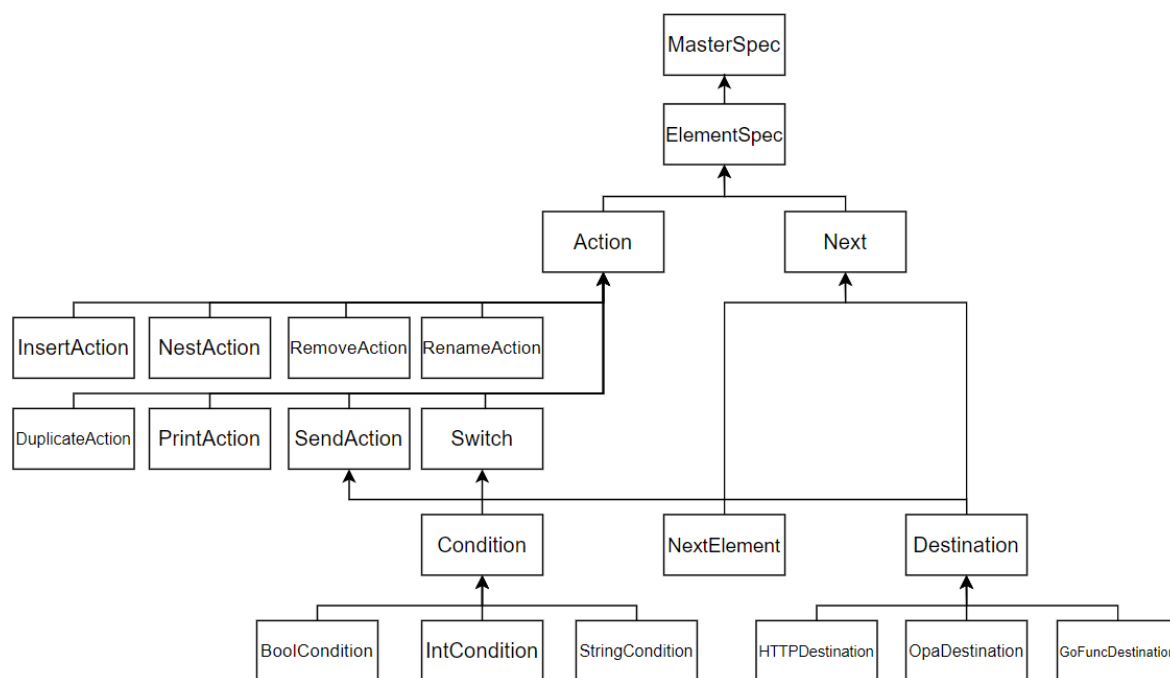 MasterSpec
ElementSpec
Action
Next
InsertAction
NestAction
RemoveAction
RenameAction
DuplicateAction
PrintAction
SendAction
Switch
Condition
NextElement
Destination
BoolCondition
IntCondition
StringCondition
HTTPDestination
OpaDestination
GoFuncDestination